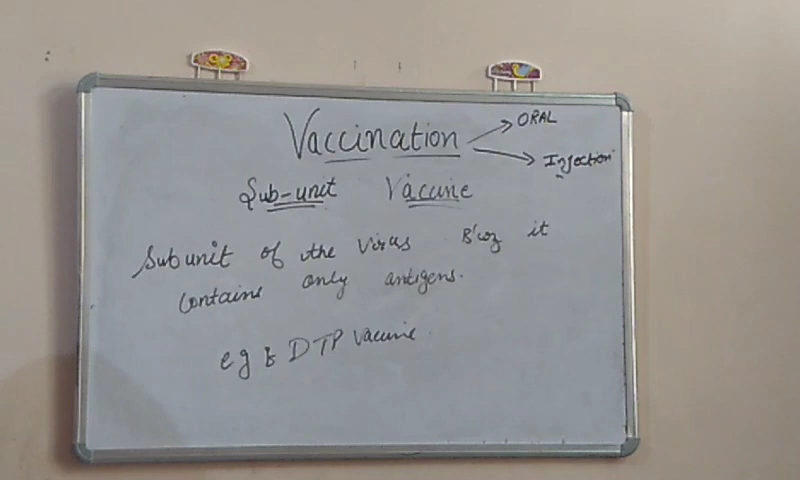 Vaccination
ORAL
Injection
Sub-unit Vaccine
Subunit of the Virus B'coz it
Contains only antigens.
eg : DTP Vaccine